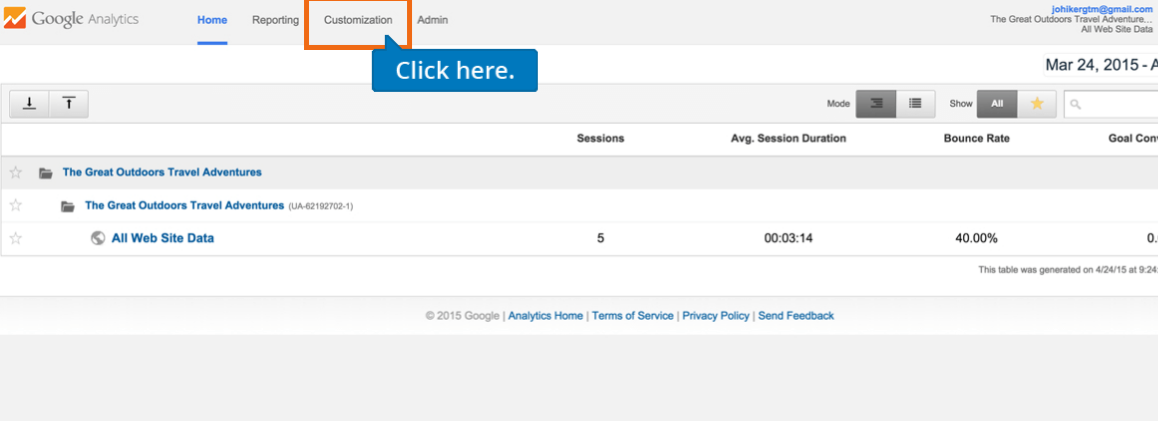 Google Analytics Home Reporting Customization Admin
johikergtm@gmail.com
The Great Outdoors Travel Adventure...
All Web Site Data
Click here.
Mar 24, 2015 - A
Mode Show All
Sessions Avg. Session Duration Bounce Rate Goal Conv
The Great Outdoors Travel Adventures
The Great Outdoors Travel Adventures (UA-62192702-1)
All Web Site Data 5 00:03:14 40.00% 0.
This table was generated on 4/24/15 at 9:24:
© 2015 Google | Analytics Home | Terms of Service | Privacy Policy | Send Feedback